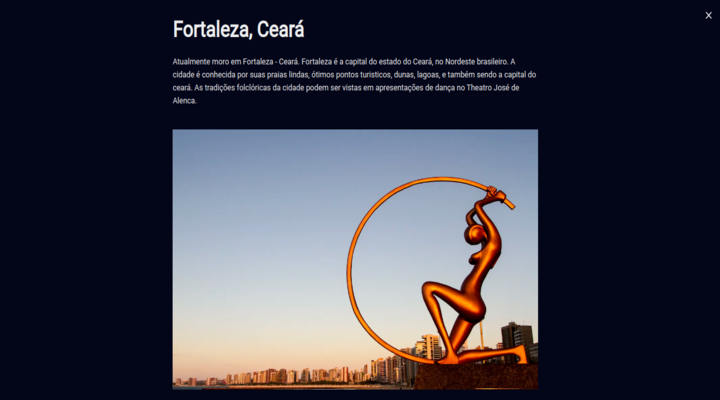 X
Fortaleza, Ceará
Atualmente moro em Fortaleza - Ceará. Fortaleza é a capital do estado do Ceará, no Nordeste brasileiro. A
cidade é conhecida por suas praias lindas, ótimos pontos turisticos, dunas, lagoas, e também sendo a capital do
ceará. As tradições folclóricas da cidade podem ser vistas em apresentações de dança no Theatro José de
Alenca.